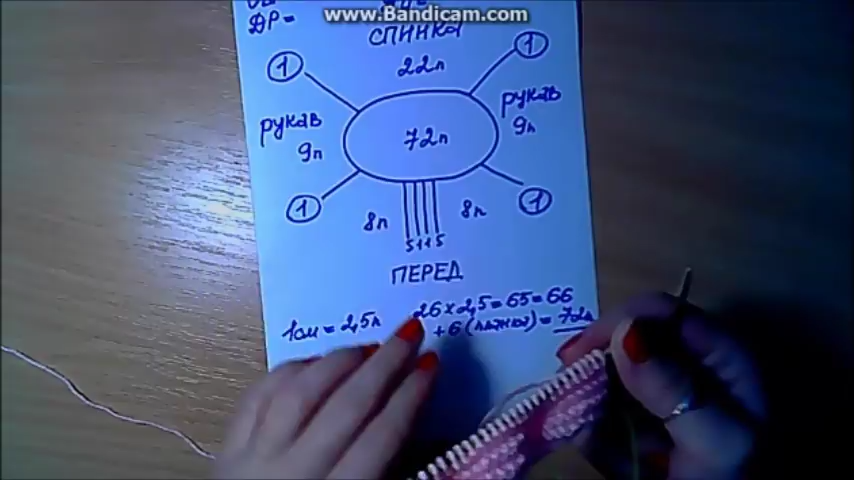 www.Bandicam.com
ДР=
СПИНКА
22п
1
1
рукав
9п
рукав
9п
72п
1
1
8п
8п
5115
ПЕРЕД
1см = 2,5п
26 x 2,5 = 65 = 66
+ 6 (планки) = 72п